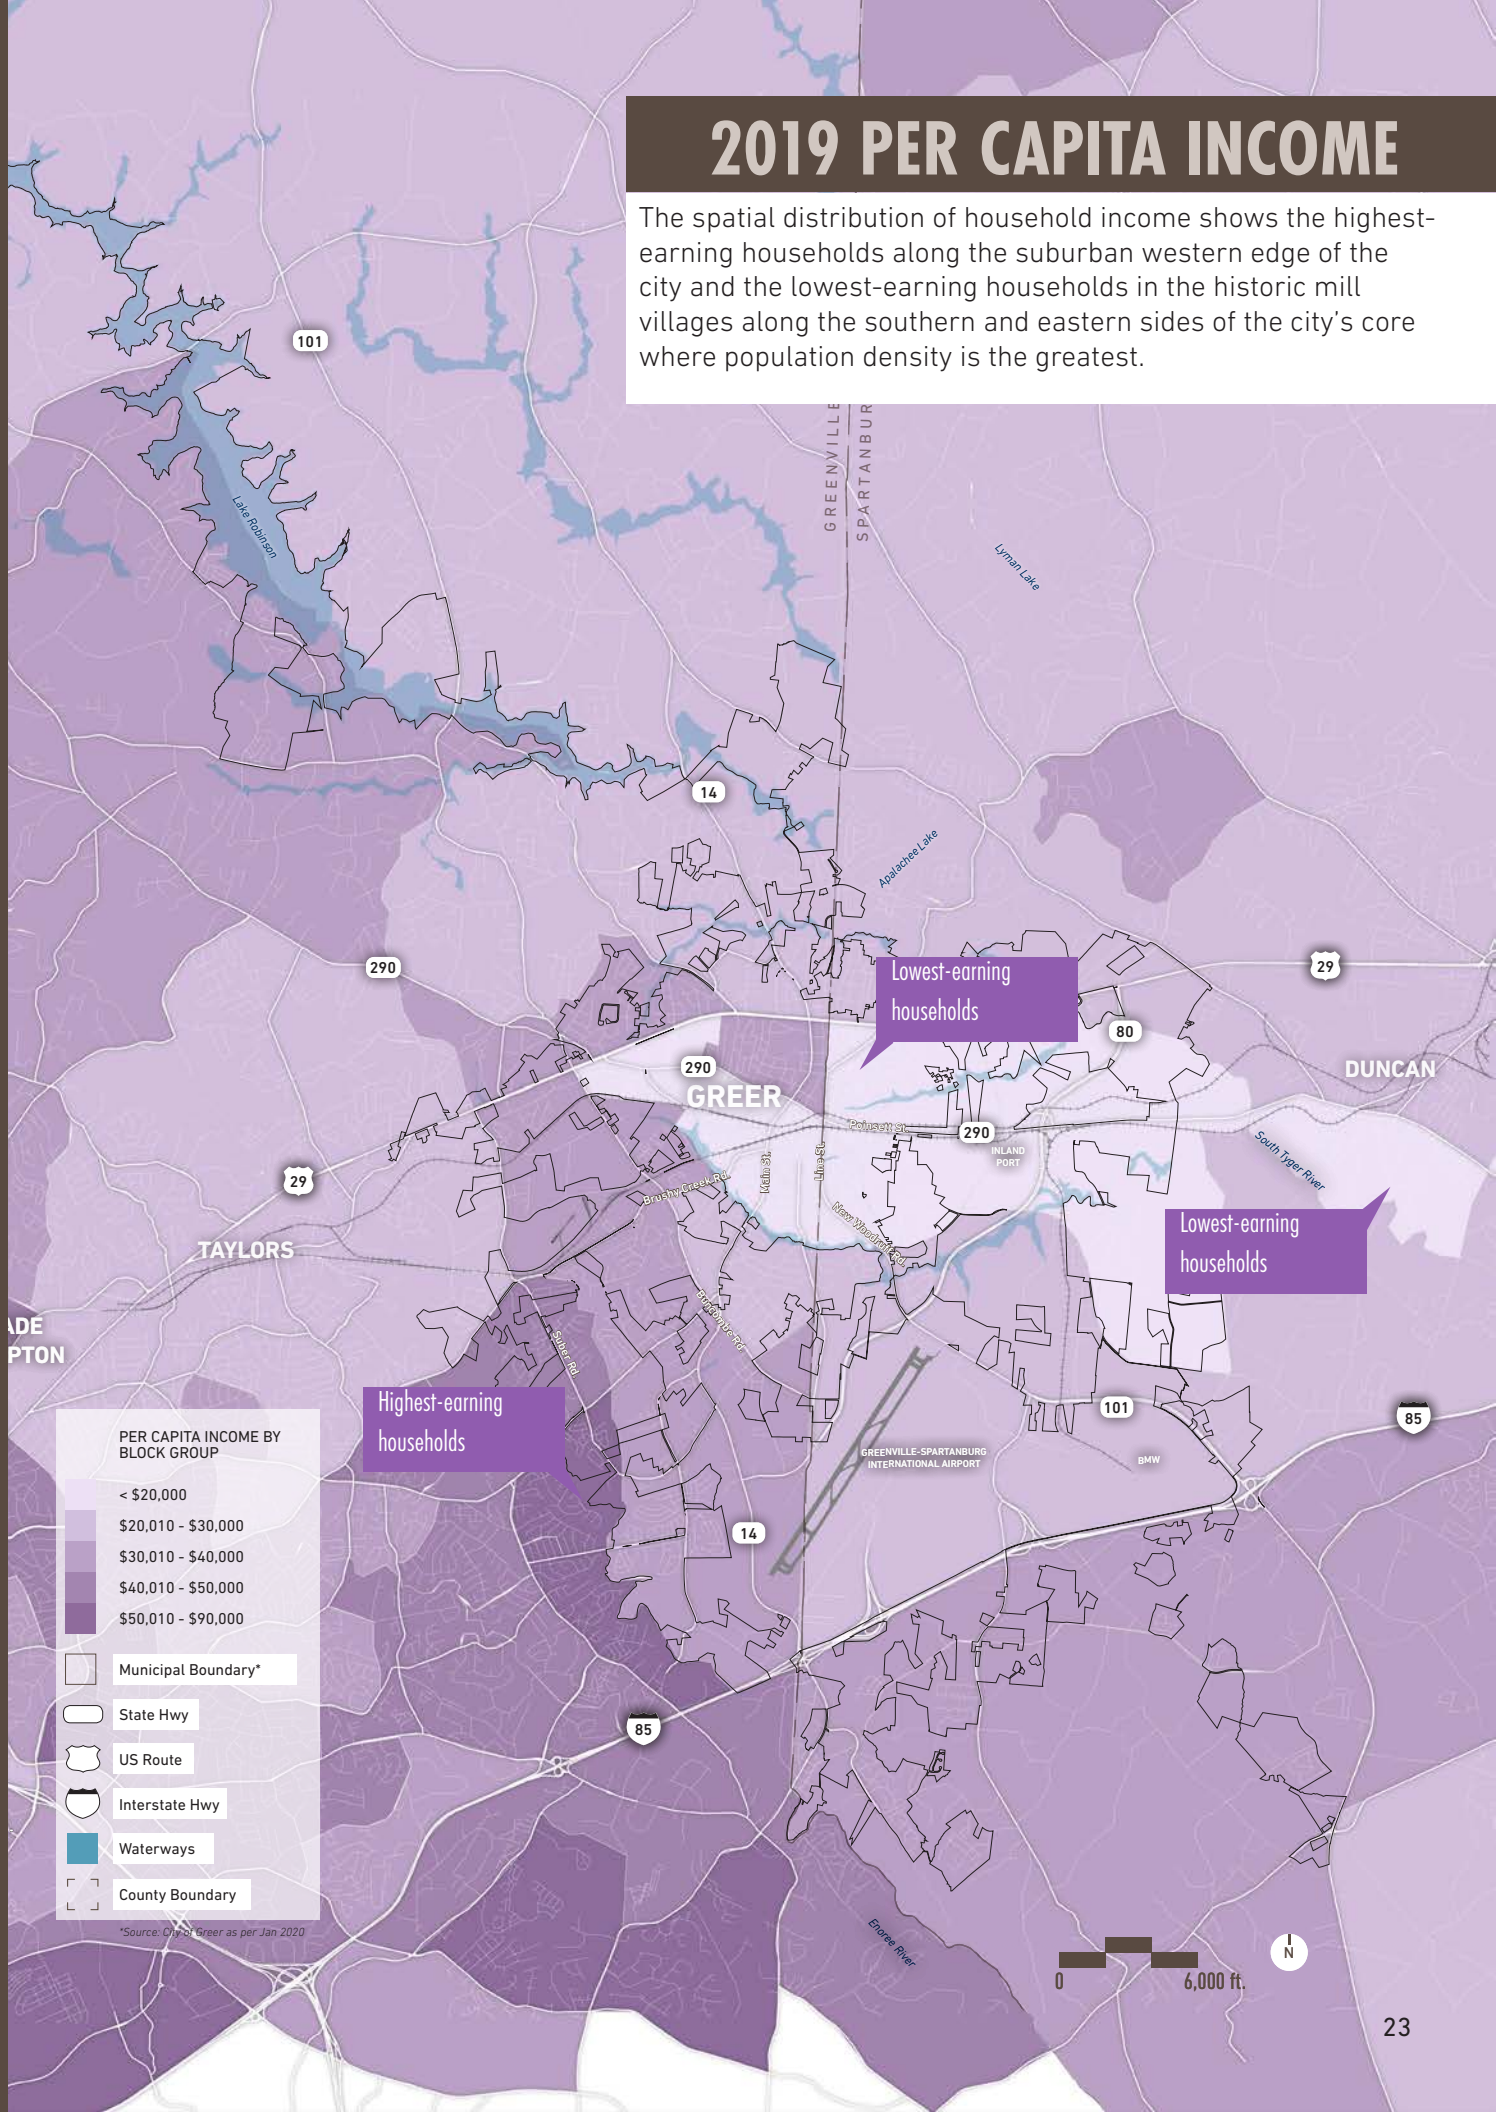 2019 PER CAPITA INCOME
The spatial distribution of household income shows the highest-
earning households along the suburban western edge of the
city and the lowest-earning households in the historic mill
villages along the southern and eastern sides of the city's core
where population density is the greatest.
101
GREENVILLE
SPARTANBUR
Lake Robinson
Lyman Lake
14
Apalachee Lake
290
Lowest-earning
households
29
80
290
GREER
DUNCAN
Poinsett St.
290
INLAND
PORT
South Tyger River
Main St.
Line St.
Brushy Creek Rd.
29
New Woodruff Rd.
Lowest-earning
households
TAYLORS
ADE
PTON
Buncombe Rd.
Suber Rd.
Highest-earning
households
101
85
GREENVILLE-SPARTANBURG
INTERNATIONAL AIRPORT
BMW
14
PER CAPITA INCOME BY
BLOCK GROUP
< $20,000
$20,010 - $30,000
$30,010 - $40,000
$40,010 - $50,000
$50,010 - $90,000
Municipal Boundary*
State Hwy
US Route
Interstate Hwy
Waterways
County Boundary
*Source: City of Greer as per Jan 2020
85
Enoree River
0
6,000 ft.
N
23